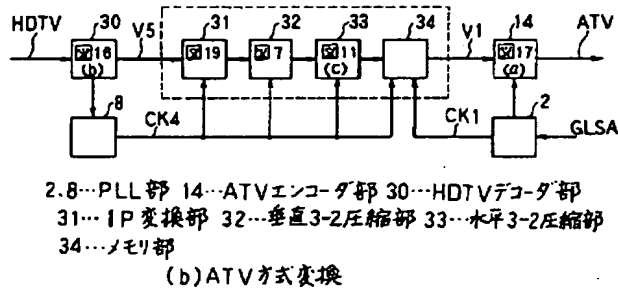 30 31 32 33 34 14
HDTV V5 V1 ATV
図16 図19 図7 図11 図17
(b) (c) (a)
8 CK4 CK1 2
GLSA
2.8…PLL部 14…ATVエンコーダ部 30…HDTVデコーダ部
31…IP変換部 32…垂直3-2圧縮部 33…水平3-2圧縮部
34…メモリ部
(b)ATV方式変換